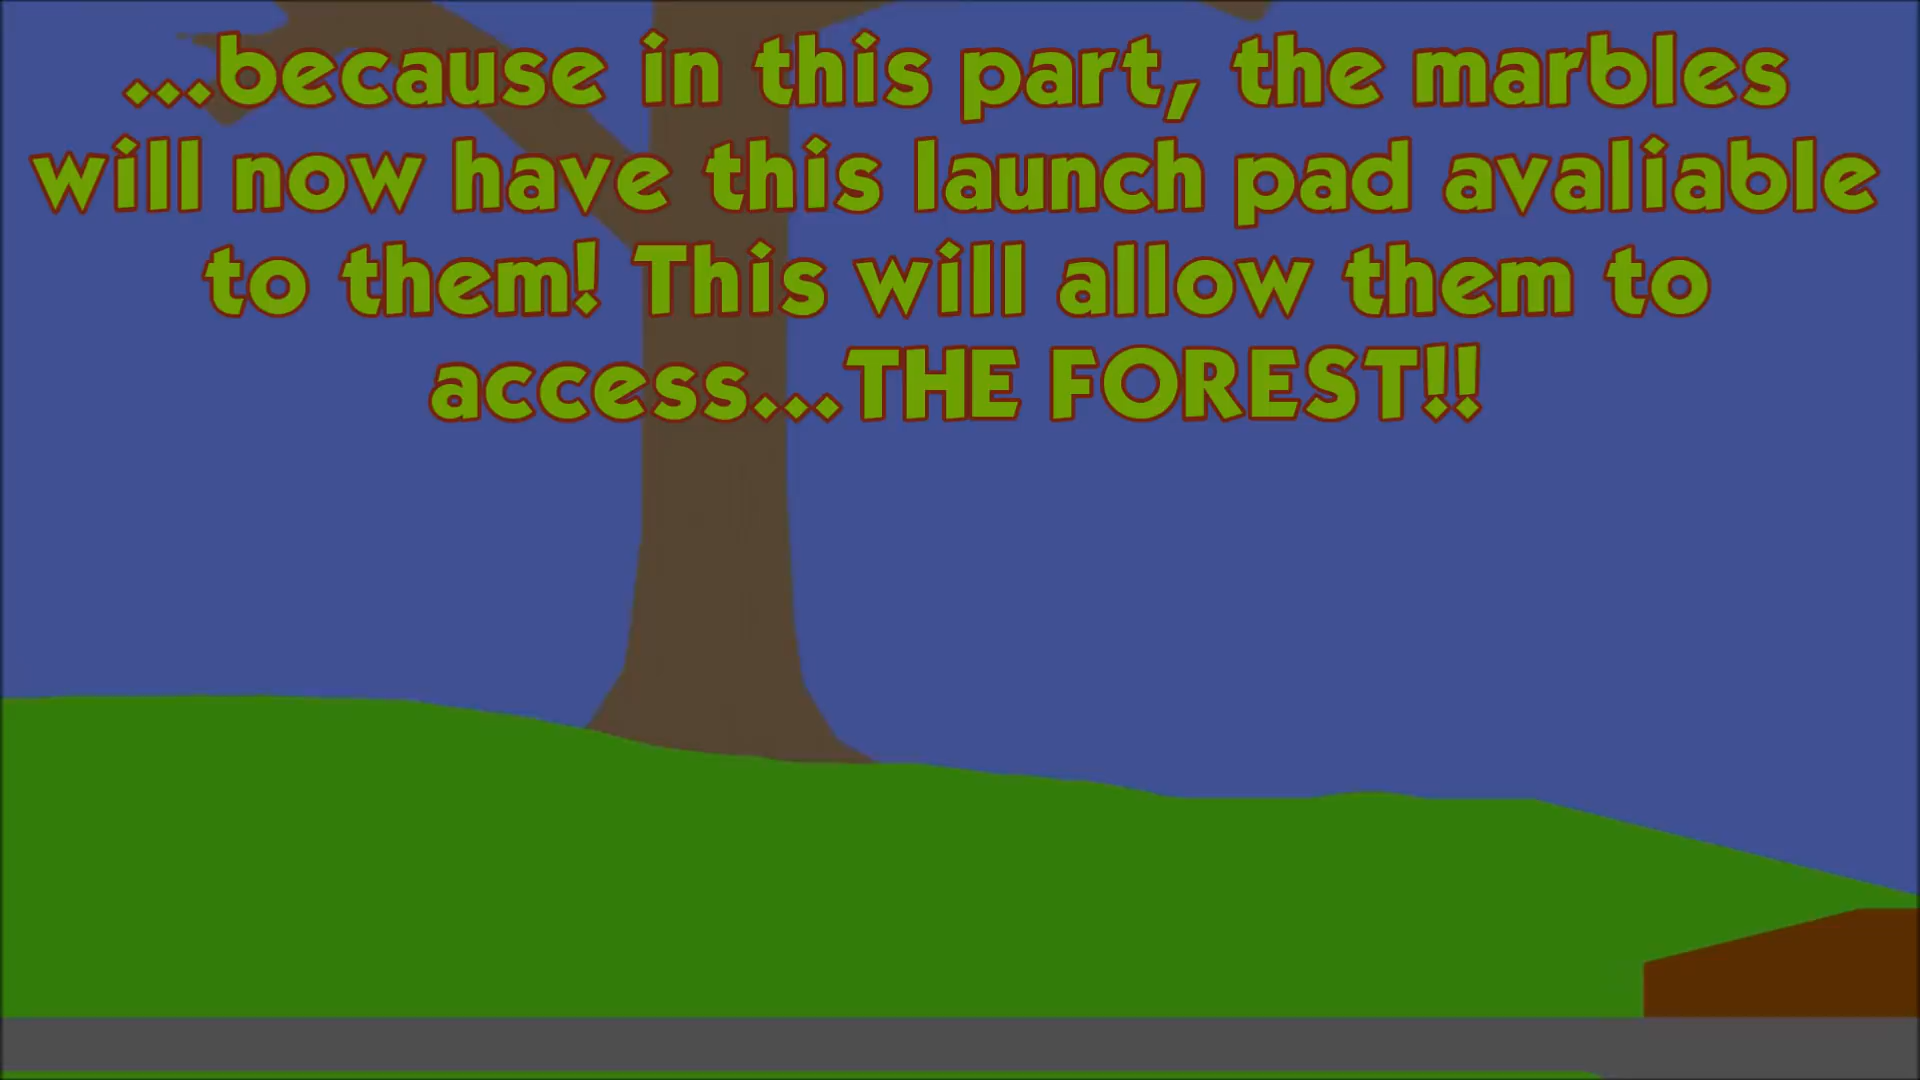 ...because in this part, the marbles
will now have this launch pad avaliable
to them! This will allow them to
access...THE FOREST!!